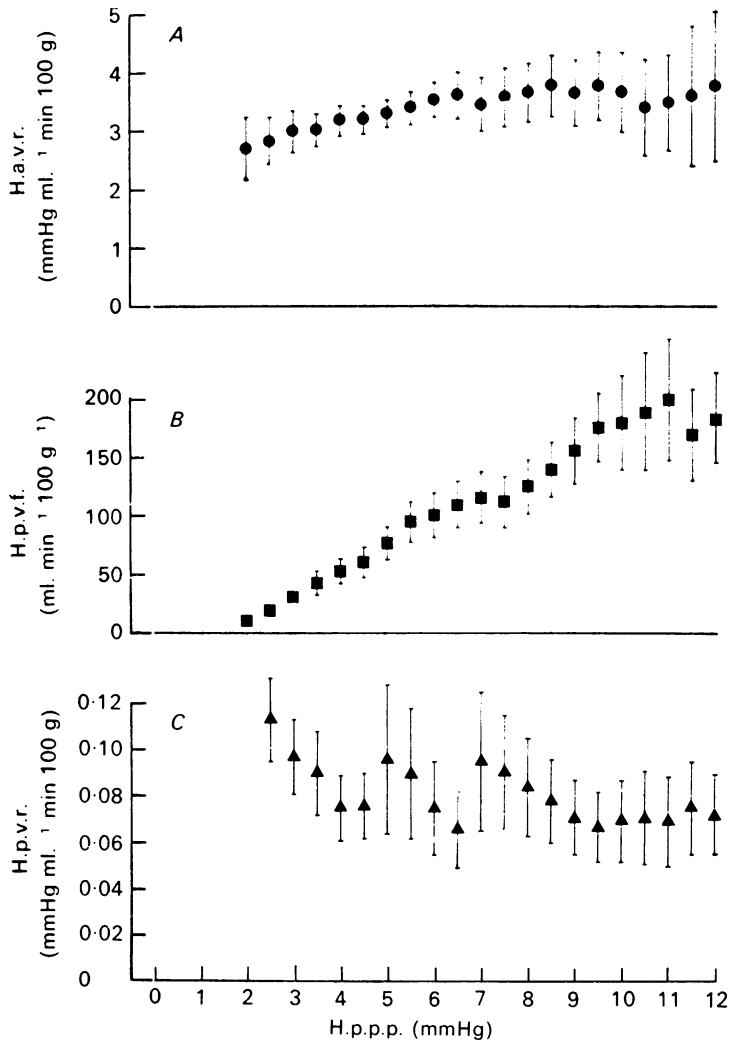 A
5
4
3
2
1
0
H.a.v.r.
(mmHg ml. ¹ min 100 g)
B
200
150
100
50
0
H.p.v.f.
(ml. min ¹ 100 g ¹)
C
0·12
0·10
0·08
0·06
0·04
0·02
0
H.p.v.r.
(mmHg ml. ¹ min 100 g)
0 1 2 3 4 5 6 7 8 9 10 11 12
H.p.p.p. (mmHg)